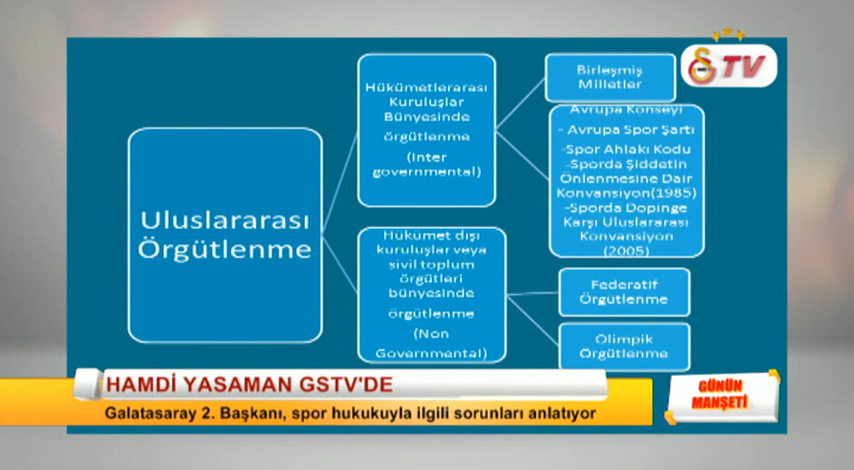 Uluslararası
Örgütlenme
Hükümetlerarası
Kuruluşlar
Bünyesinde
örgütlenme
(Inter
governmental)
Birleşmiş
Milletler
Avrupa Konseyi
- Avrupa Spor Şartı
-Spor Ahlakı Kodu
-Sporda Şiddetin
Önlenmesine Dair
Konvansiyon(1985)
-Sporda Dopinge
Karşı Uluslararası
Konvansiyon
(2005)
Hükümet dışı
kuruluşlar veya
sivil toplum
örgütleri
bünyesinde
örgütlenme
(Non
Governmental)
Federatif
Örgütlenme
Olimpik
Örgütlenme
TV
HAMDİ YASAMAN GSTV'DE
Galatasaray 2. Başkanı, spor hukukuyla ilgili sorunları anlatıyor
GÜNÜN
MANŞETİ